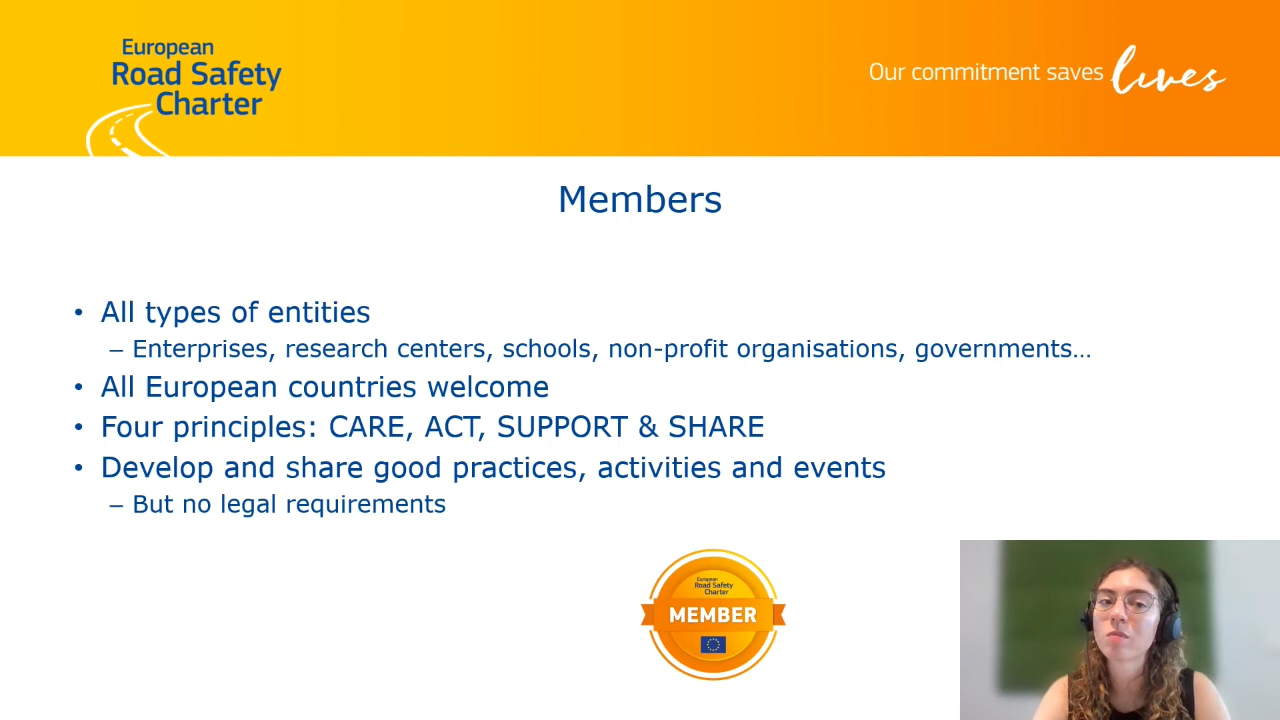 European
Road Safety
Charter
Our commitment saves lives
Members
• All types of entities
– Enterprises, research centers, schools, non-profit organisations, governments…
• All European countries welcome
• Four principles: CARE, ACT, SUPPORT & SHARE
• Develop and share good practices, activities and events
– But no legal requirements
European
Road Safety
Charter
MEMBER